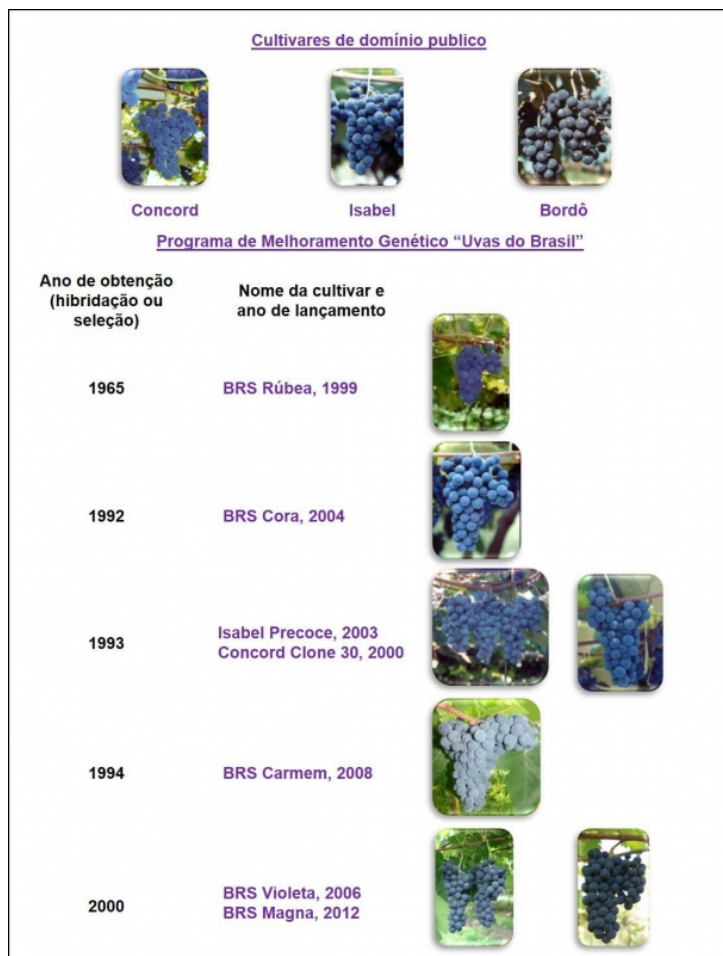 Cultivares de domínio publico
Concord
Isabel
Bordô
Programa de Melhoramento Genético “Uvas do Brasil”
Ano de obtenção
(hibridação ou
seleção)
Nome da cultivar e
ano de lançamento
1965
BRS Rúbea, 1999
1992
BRS Cora, 2004
1993
Isabel Precoce, 2003
Concord Clone 30, 2000
1994
BRS Carmem, 2008
2000
BRS Violeta, 2006
BRS Magna, 2012